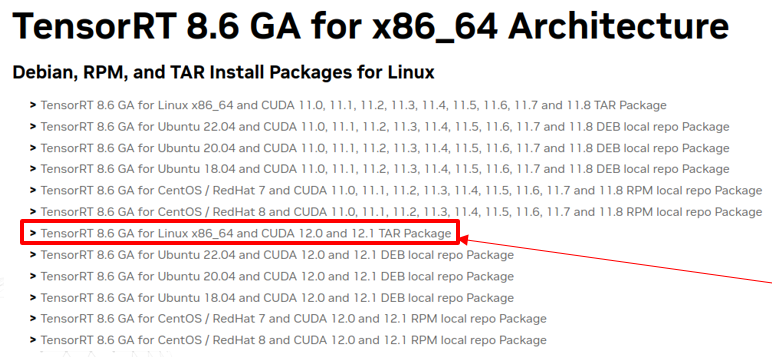 TensorRT 8.6 GA for x86_64 Architecture
Debian, RPM, and TAR Install Packages for Linux
> TensorRT 8.6 GA for Linux x86_64 and CUDA 11.0, 11.1, 11.2, 11.3, 11.4, 11.5, 11.6, 11.7 and 11.8 TAR Package
> TensorRT 8.6 GA for Ubuntu 22.04 and CUDA 11.0, 11.1, 11.2, 11.3, 11.4, 11.5, 11.6, 11.7 and 11.8 DEB local repo Package
> TensorRT 8.6 GA for Ubuntu 20.04 and CUDA 11.0, 11.1, 11.2, 11.3, 11.4, 11.5, 11.6, 11.7 and 11.8 DEB local repo Package
> TensorRT 8.6 GA for Ubuntu 18.04 and CUDA 11.0, 11.1, 11.2, 11.3, 11.4, 11.5, 11.6, 11.7 and 11.8 DEB local repo Package
> TensorRT 8.6 GA for CentOS / RedHat 7 and CUDA 11.0, 11.1, 11.2, 11.3, 11.4, 11.5, 11.6, 11.7 and 11.8 RPM local repo Package
> TensorRT 8.6 GA for CentOS / RedHat 8 and CUDA 11.0, 11.1, 11.2, 11.3, 11.4, 11.5, 11.6, 11.7 and 11.8 RPM local repo Package
> TensorRT 8.6 GA for Linux x86_64 and CUDA 12.0 and 12.1 TAR Package
> TensorRT 8.6 GA for Ubuntu 22.04 and CUDA 12.0 and 12.1 DEB local repo Package
> TensorRT 8.6 GA for Ubuntu 20.04 and CUDA 12.0 and 12.1 DEB local repo Package
> TensorRT 8.6 GA for Ubuntu 18.04 and CUDA 12.0 and 12.1 DEB local repo Package
> TensorRT 8.6 GA for CentOS / RedHat 7 and CUDA 12.0 and 12.1 RPM local repo Package
> TensorRT 8.6 GA for CentOS / RedHat 8 and CUDA 12.0 and 12.1 RPM local repo Package